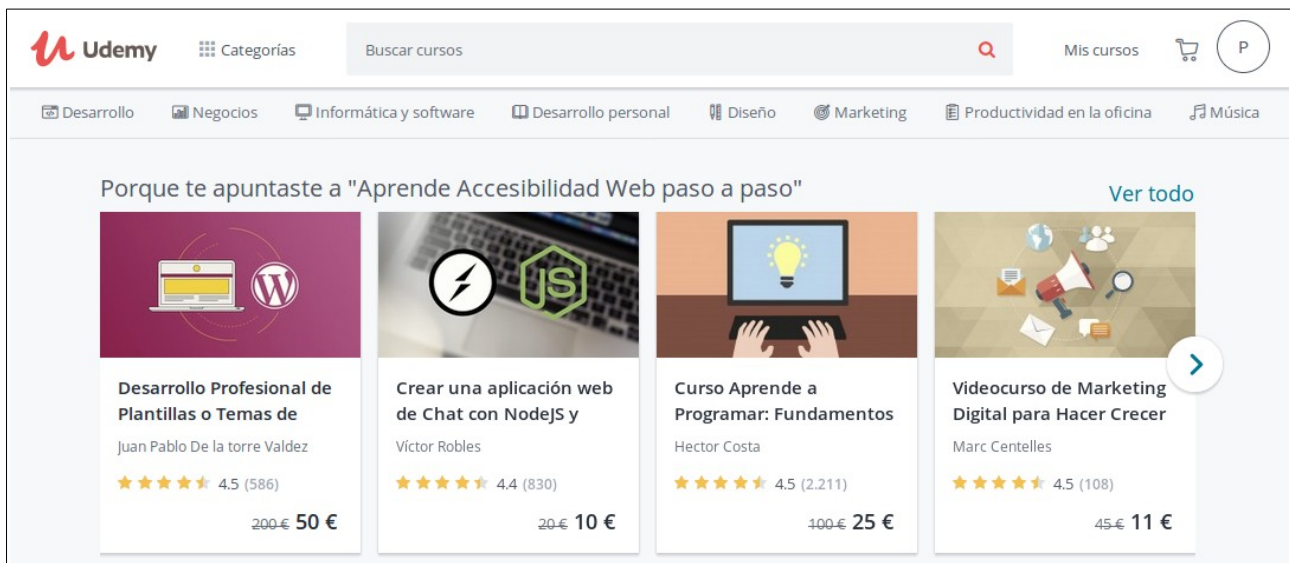 Udemy
Categorías
Buscar cursos
Mis cursos
P
Desarrollo
Negocios
Informática y software
Desarrollo personal
Diseño
Marketing
Productividad en la oficina
Música
Porque te apuntaste a "Aprende Accesibilidad Web paso a paso"
Ver todo
JS
Desarrollo Profesional de
Plantillas o Temas de
Juan Pablo De la torre Valdez
4.5 (586)
200 € 50 €
Crear una aplicación web
de Chat con NodeJS y
Víctor Robles
4.4 (830)
20 € 10 €
Curso Aprende a
Programar: Fundamentos
Hector Costa
4.5 (2.211)
100 € 25 €
Videocurso de Marketing
Digital para Hacer Crecer
Marc Centelles
4.5 (108)
45 € 11 €